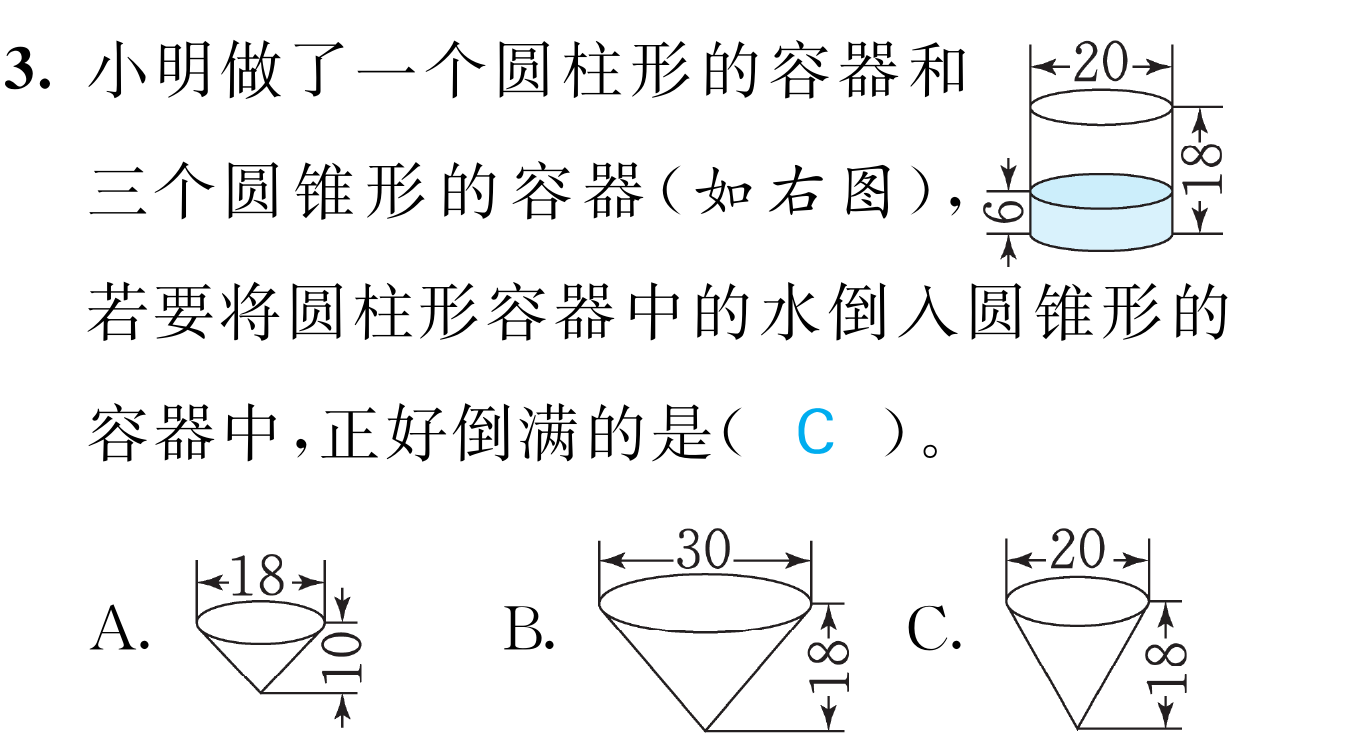 3. 小明做了一个圆柱形的容器和
三个圆锥形的容器(如右图),
若要将圆柱形容器中的水倒入圆锥形的
容器中,正好倒满的是( C )。
20
18
6
A. 18 10
B. 30 18
C. 20 18